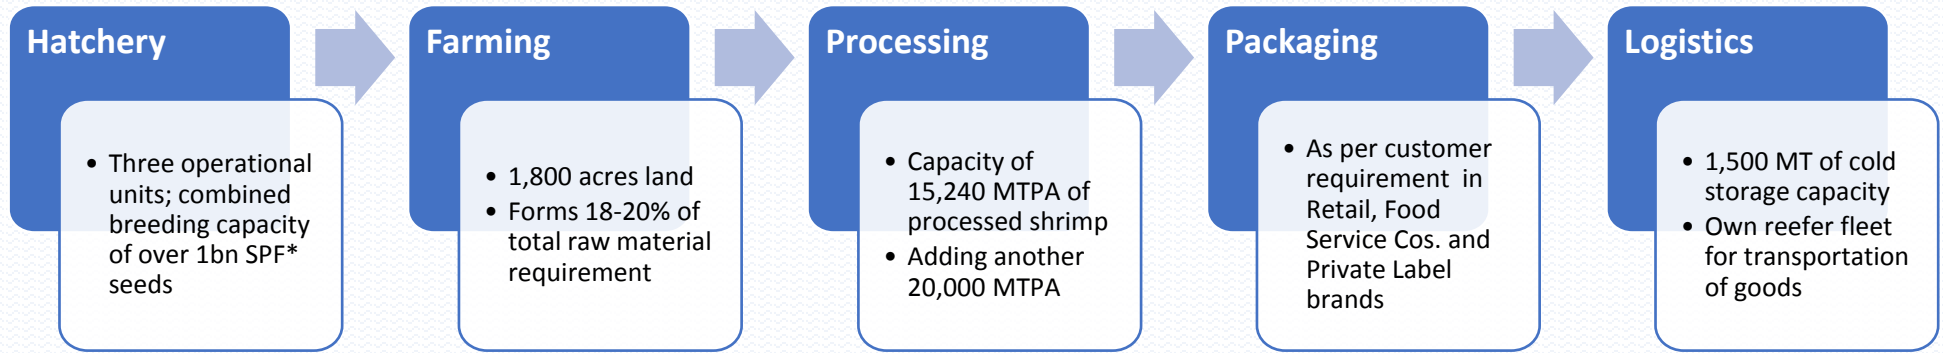 Hatchery
• Three operational
units; combined
breeding capacity
of over 1bn SPF*
seeds
Farming
• 1,800 acres land
• Forms 18-20% of
total raw material
requirement
Processing
• Capacity of
15,240 MTPA of
processed shrimp
• Adding another
20,000 MTPA
Packaging
• As per customer
requirement in
Retail, Food
Service Cos. and
Private Label
brands
Logistics
• 1,500 MT of cold
storage capacity
• Own reefer fleet
for transportation
of goods